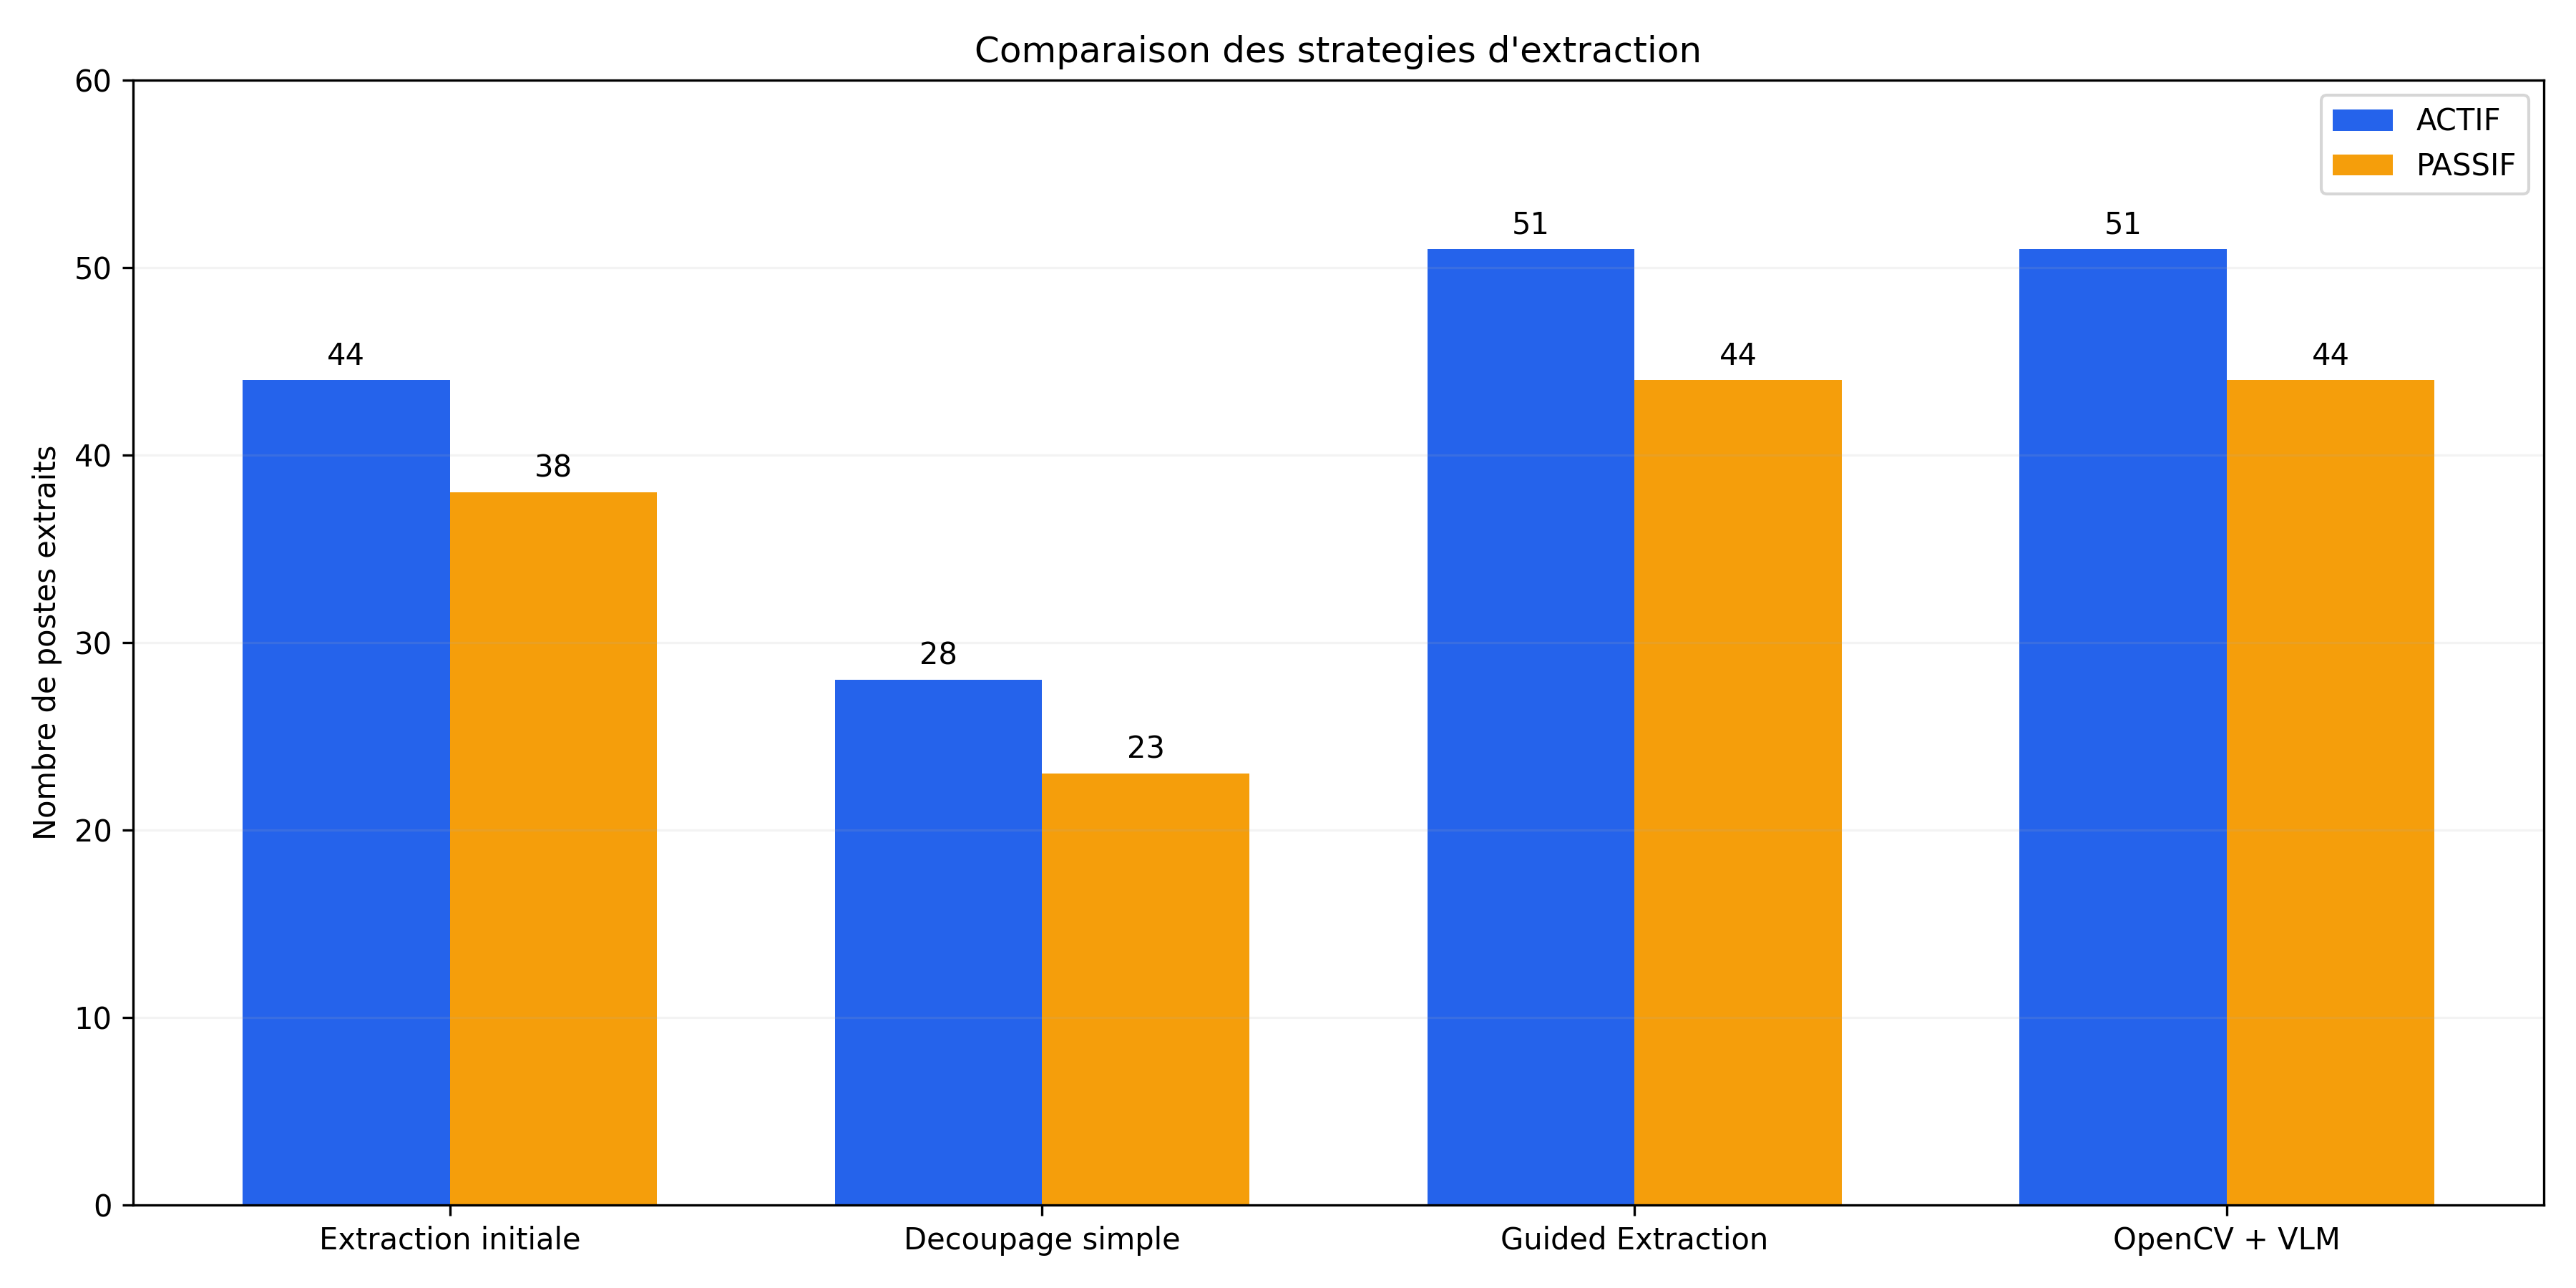 Comparaison des strategies d'extraction
ACTIF
PASSIF
Nombre de postes extraits
60
50
40
30
20
10
0
44
38
28
23
51
44
51
44
Extraction initiale
Decoupage simple
Guided Extraction
OpenCV + VLM